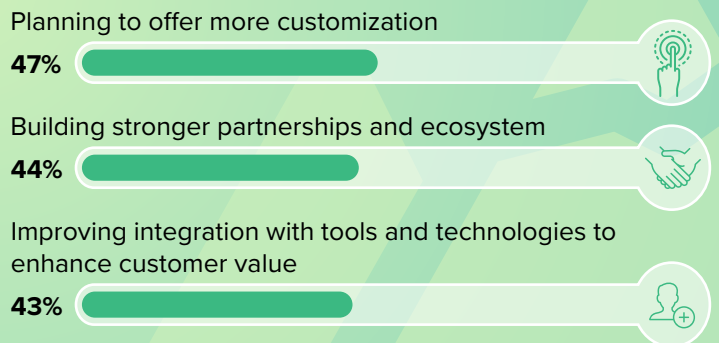 Planning to offer more customization
47%
Building stronger partnerships and ecosystem
44%
Improving integration with tools and technologies to
enhance customer value
43%